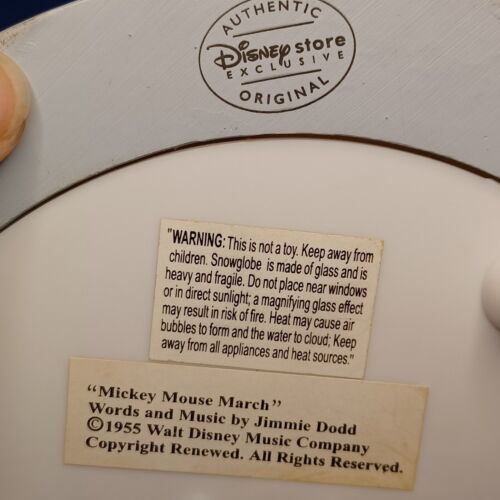 AUTHENTIC
Disney store
EXCLUSIVE
ORIGINAL
"WARNING: This is not a toy. Keep away from
children. Snowglobe is made of glass and is
heavy and fragile. Do not place near windows
or in direct sunlight; a magnifying glass effect
may result in risk of fire. Heat may cause air
bubbles to form and the water to cloud; Keep
away from all appliances and heat sources."
"Mickey Mouse March"
Words and Music by Jimmie Dodd
©1955 Walt Disney Music Company
Copyright Renewed. All Rights Reserved.